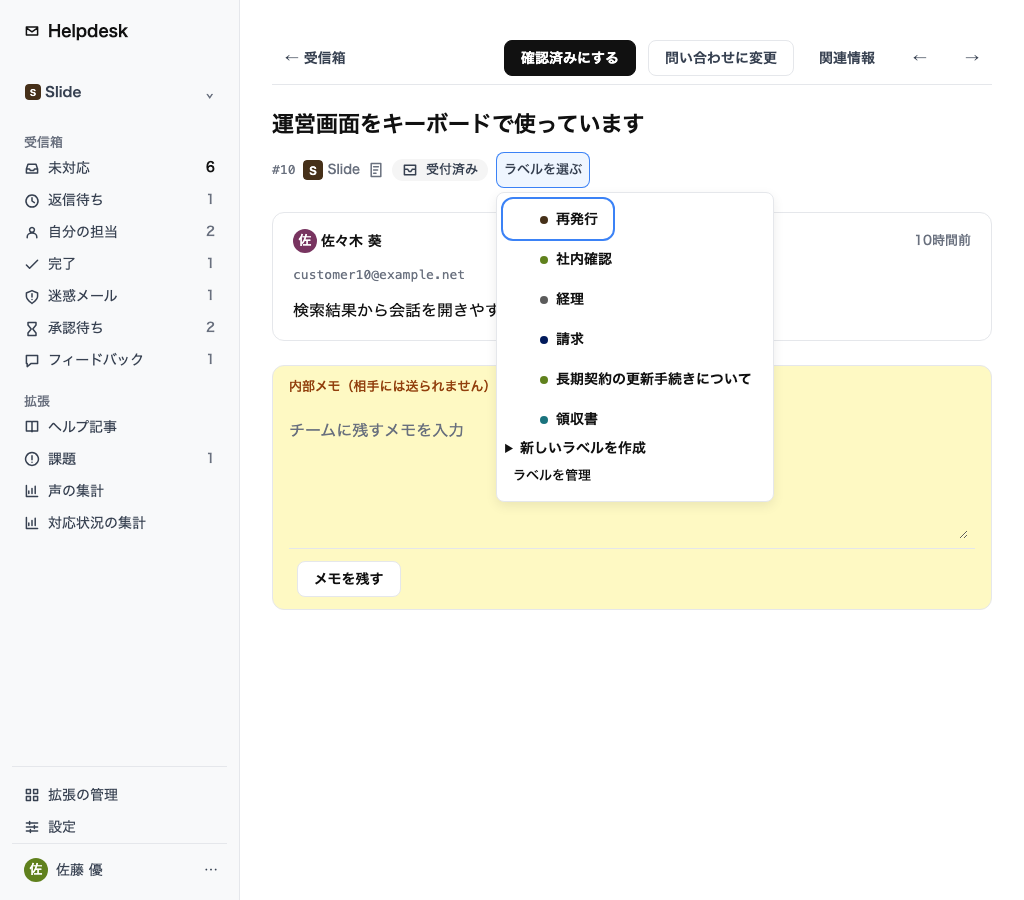 Helpdesk
S Slide
受信箱
未対応 6
返信待ち 1
自分の担当 2
完了 1
迷惑メール 1
承認待ち 2
フィードバック 1
拡張
ヘルプ記事
課題 1
声の集計
対応状況の集計
拡張の管理
設定
佐 佐藤 優 …
← 受信箱 確認済みにする 問い合わせに変更 関連情報 ← →
運営画面をキーボードで使っています
#10 S Slide 受付済み ラベルを選ぶ
再発行
社内確認
経理
請求
長期契約の更新手続きについて
領収書
▶ 新しいラベルを作成
ラベルを管理
佐 佐々木 葵 10時間前
customer10@example.net
検索結果から会話を開きやす
内部メモ（相手には送られません）
チームに残すメモを入力
メモを残す